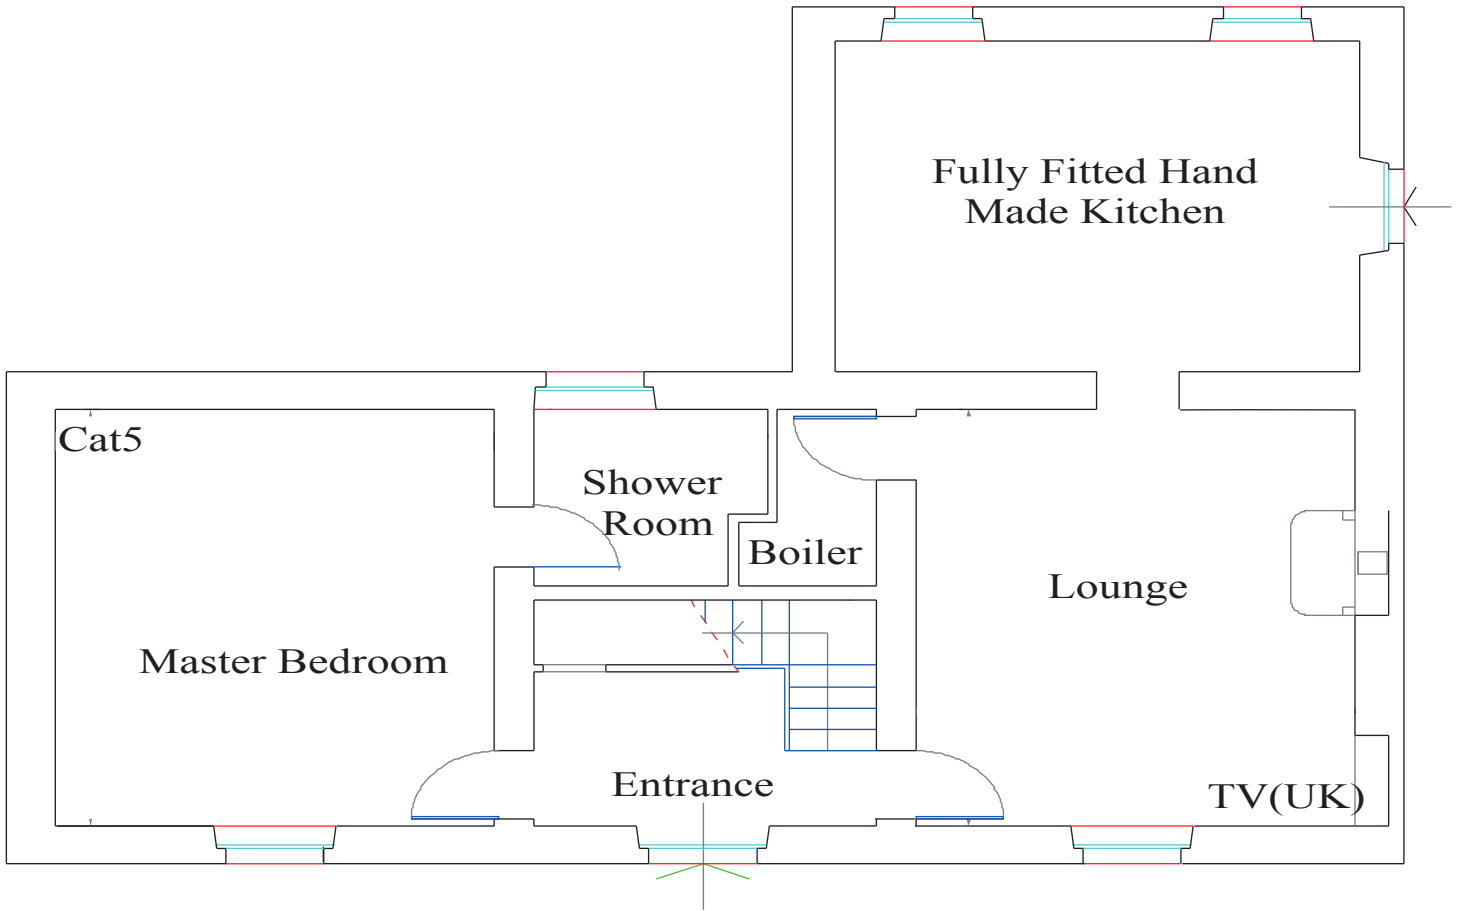 Fully Fitted Hand
Made Kitchen
Cat5
Shower
Room
Boiler
Lounge
Master Bedroom
Entrance
TV(UK)